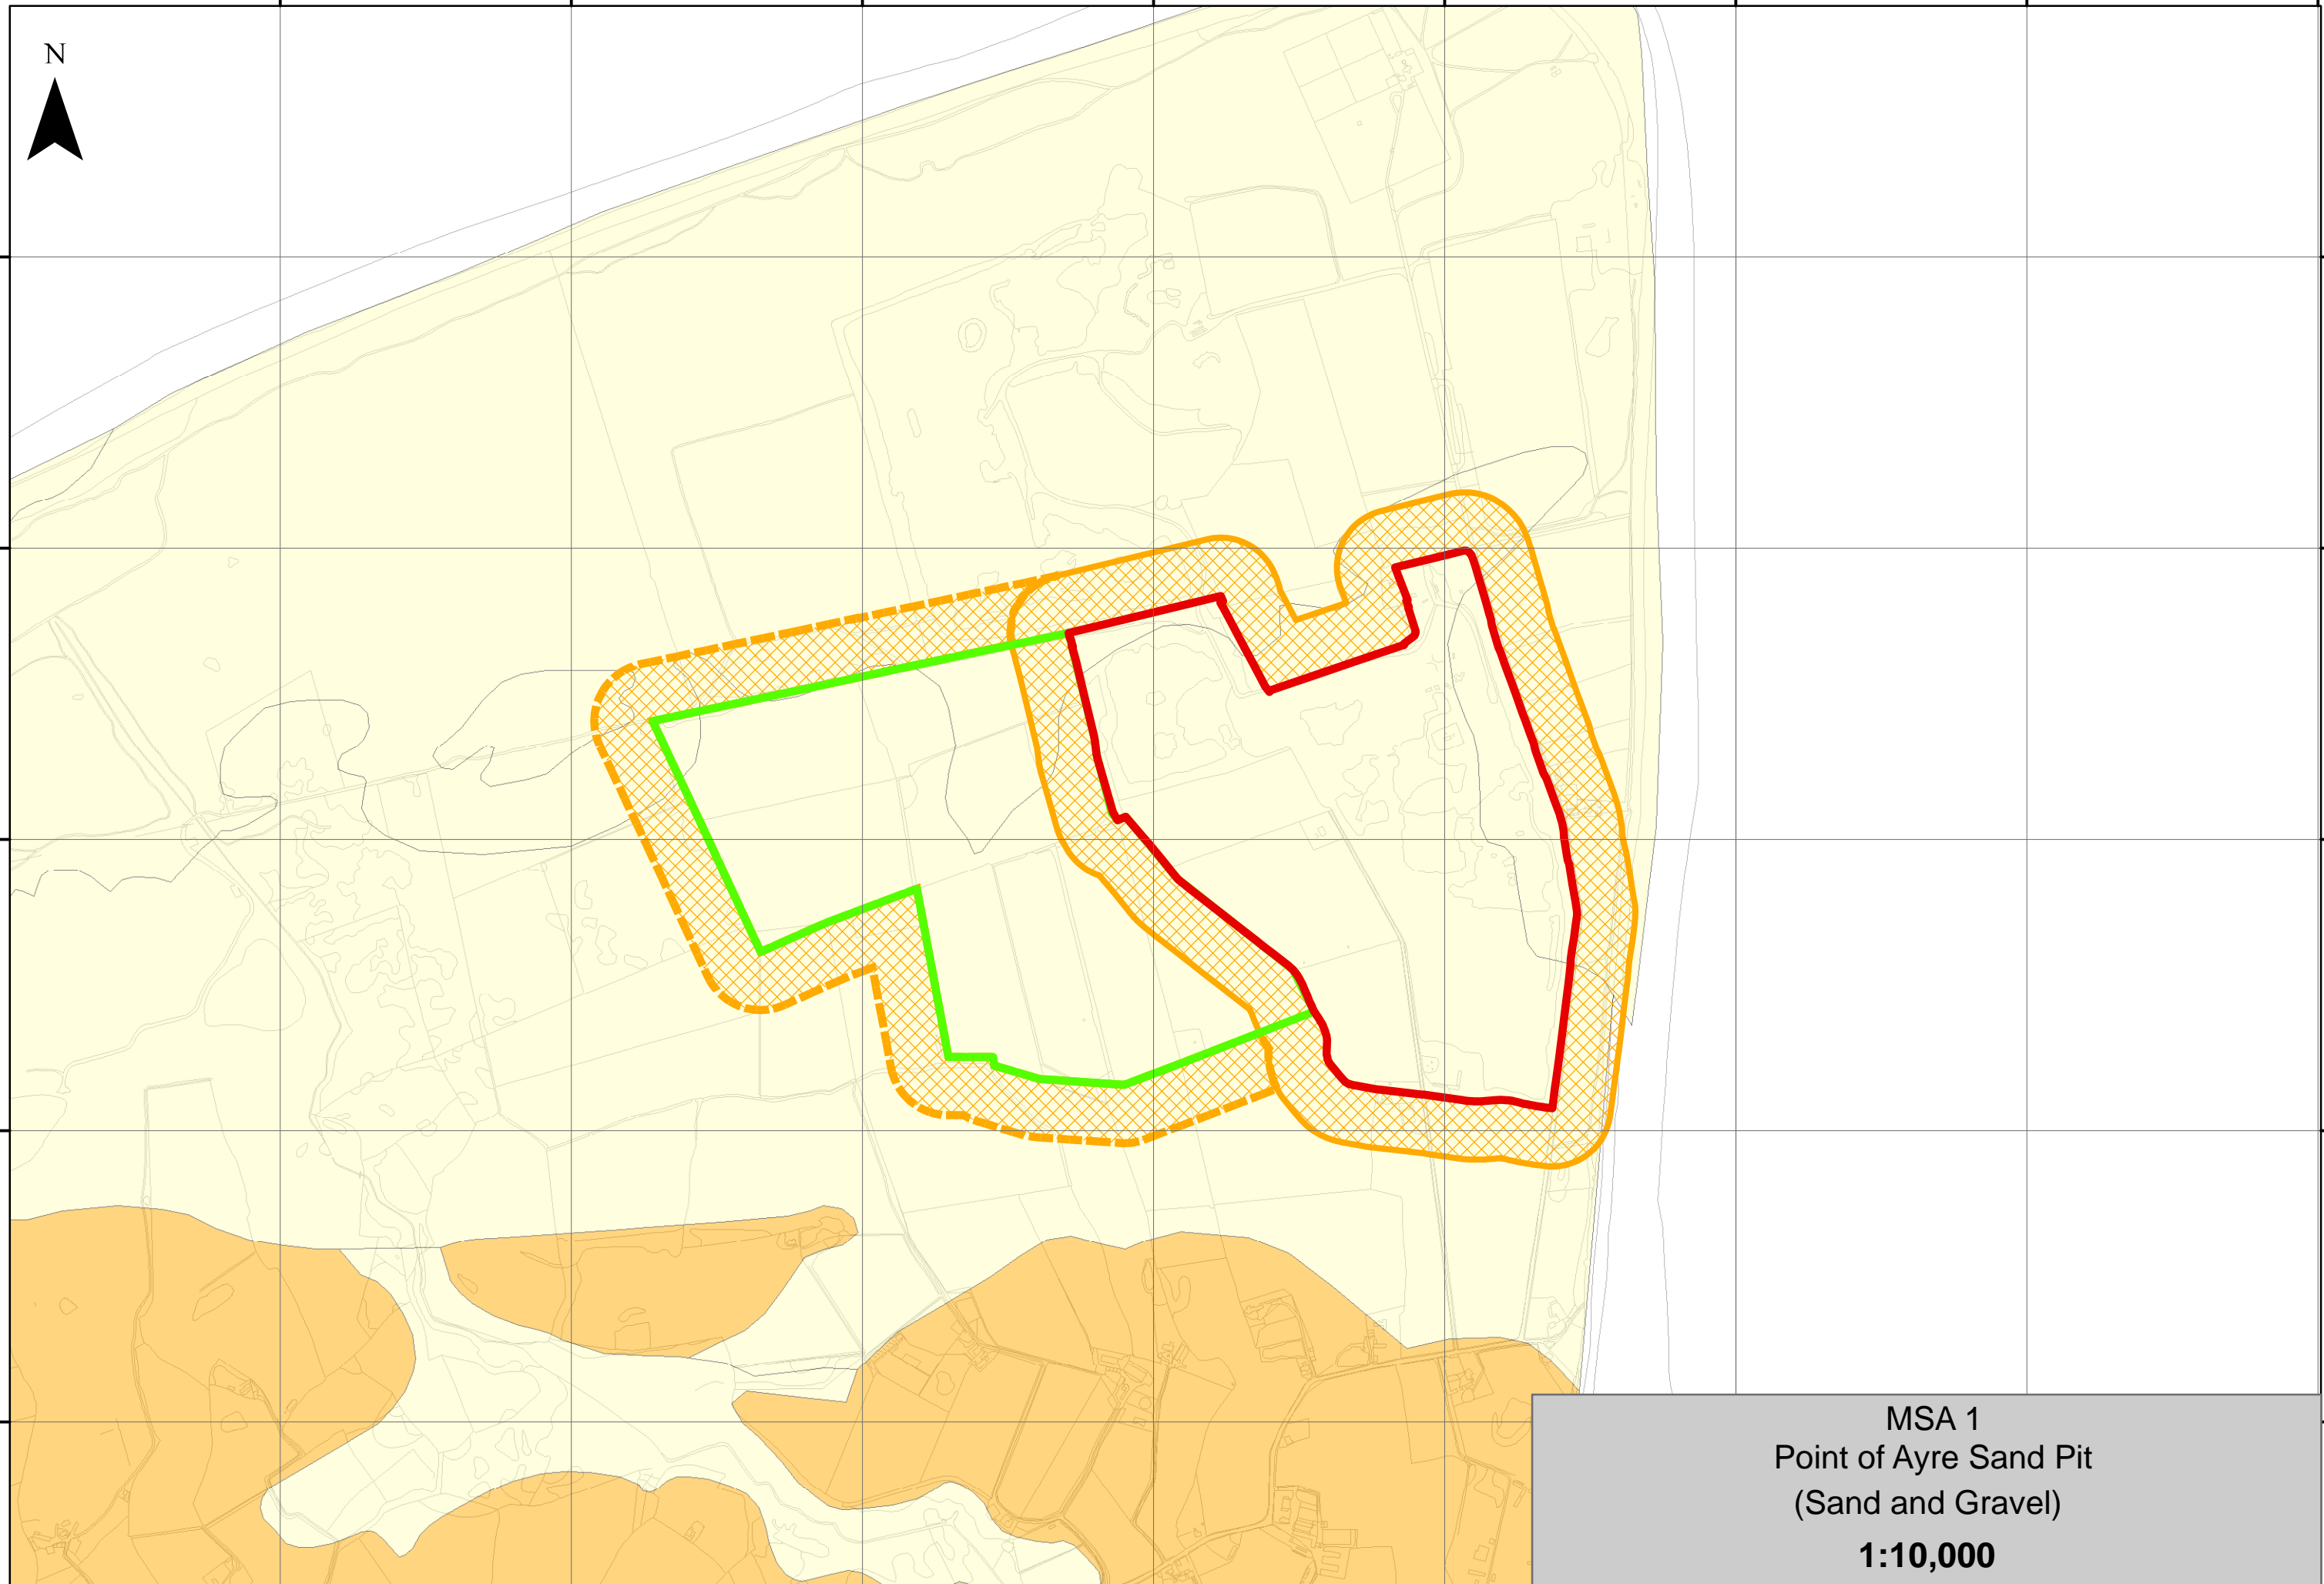 N
MSA 1
Point of Ayre Sand Pit
(Sand and Gravel)
1:10,000